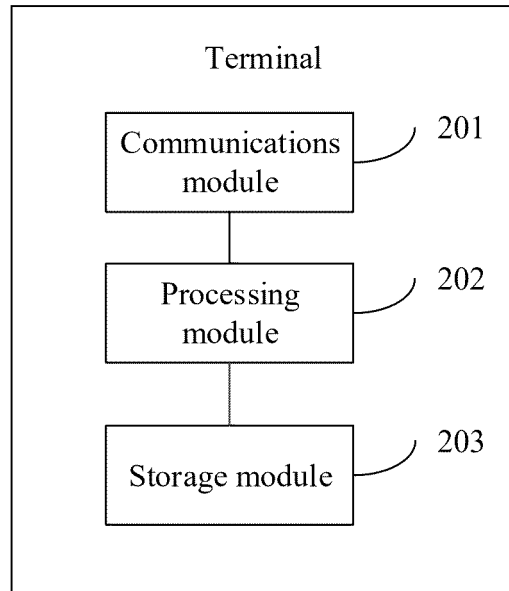 Terminal
Communications
module
201
Processing
module
202
Storage module
203